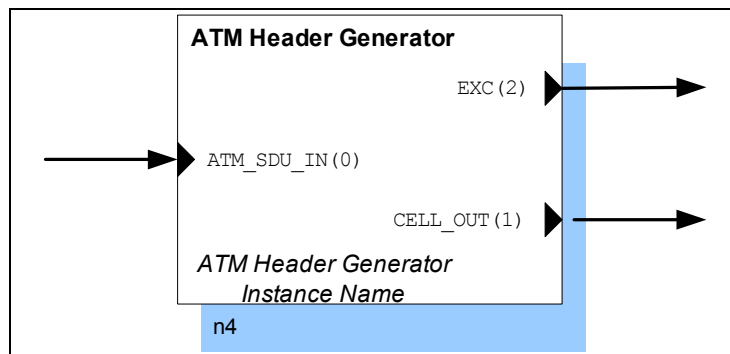 ATM Header Generator
EXC(2)
ATM_SDU_IN(0)
CELL_OUT(1)
ATM Header Generator
Instance Name
n4